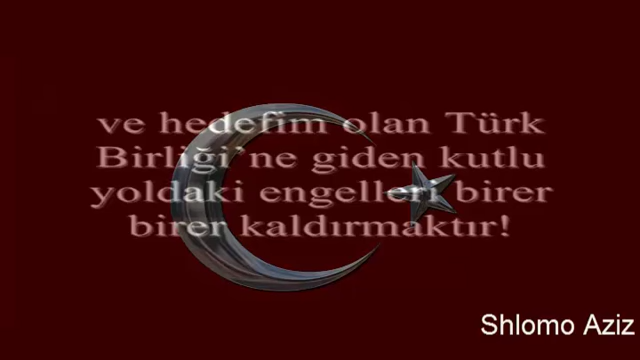 ve hedefim olan Türk
Birliği'ne giden kutlu
yoldaki engelleri birer
birer kaldırmaktır!
Shlomo Aziz